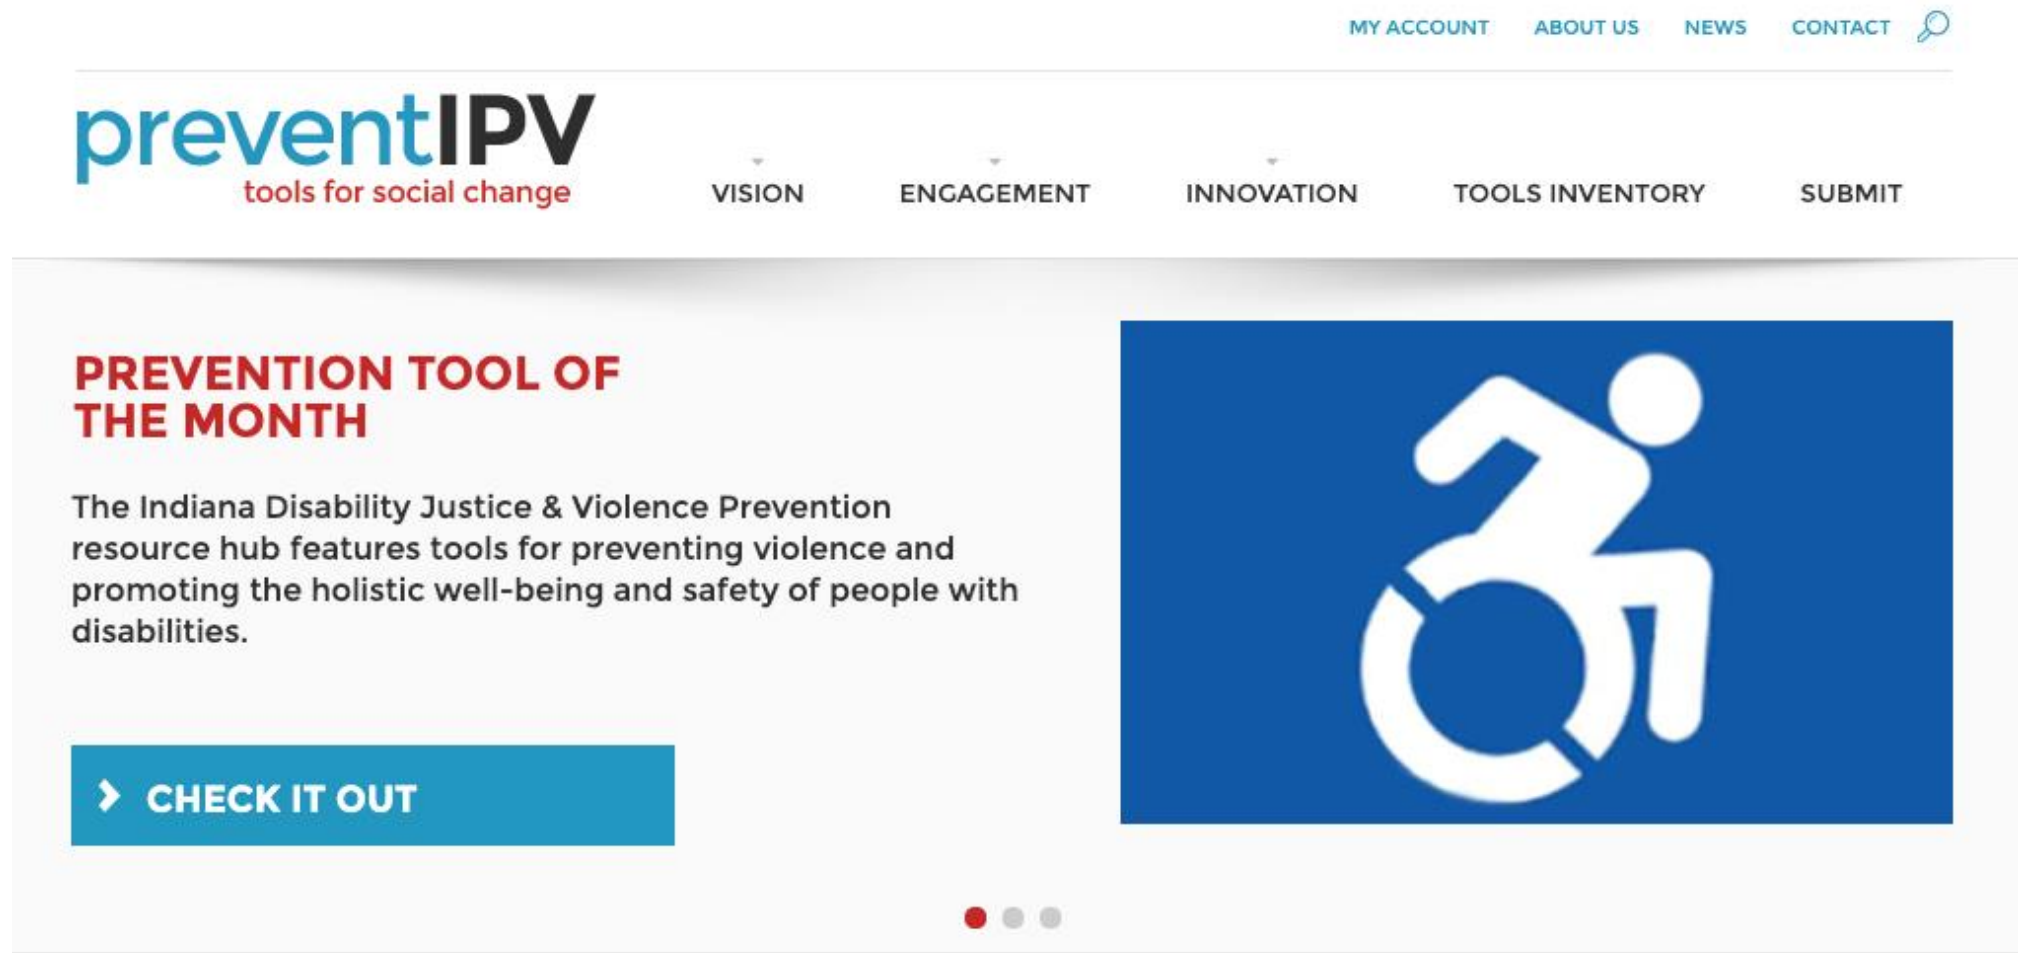 MY ACCOUNT ABOUT US NEWS CONTACT
preventIPV
tools for social change
VISION ENGAGEMENT INNOVATION TOOLS INVENTORY SUBMIT
PREVENTION TOOL OF
THE MONTH
The Indiana Disability Justice & Violence Prevention
resource hub features tools for preventing violence and
promoting the holistic well-being and safety of people with
disabilities.
CHECK IT OUT